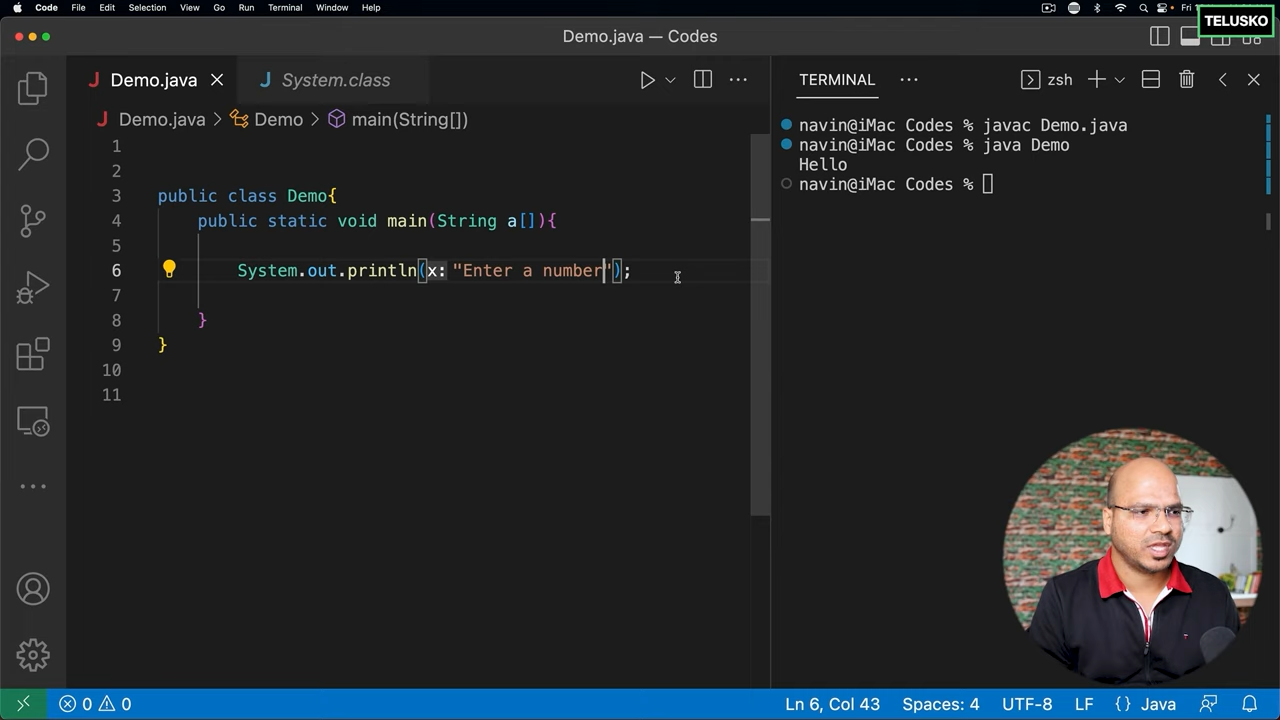 Code File Edit Selection View Go Run Terminal Window Help Fri
TELUSKO
Demo.java — Codes
J Demo.java
J System.class
TERMINAL
zsh
J Demo.java > Demo > main(String[])
1
2
3 public class Demo{
4 public static void main(String a[]){
5
6 System.out.println(x: "Enter a number");
7
8 }
9 }
10
11
navin@iMac Codes % javac Demo.java
navin@iMac Codes % java Demo
Hello
navin@iMac Codes %
0 0
Ln 6, Col 43 Spaces: 4 UTF-8 LF {} Java